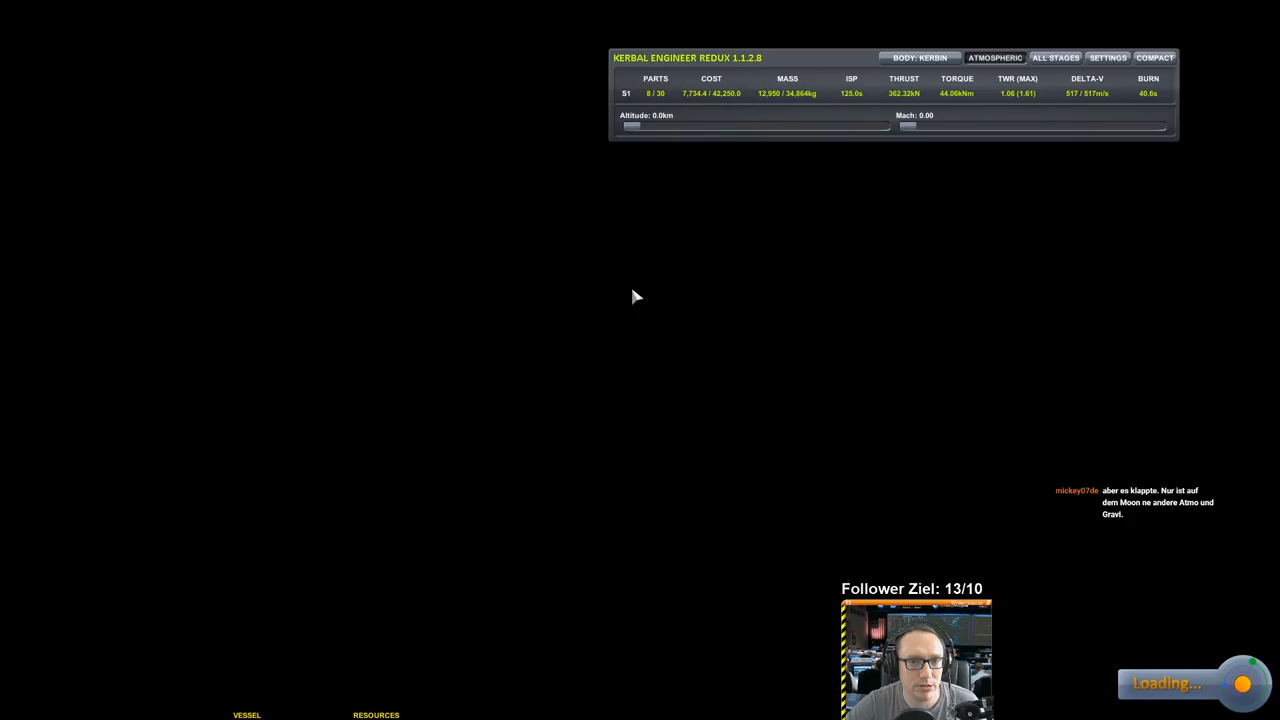 KERBAL ENGINEER REDUX 1.1.2.8 BODY: KERBIN ATMOSPHERIC ALL STAGES SETTINGS COMPACT
PARTS COST MASS ISP THRUST TORQUE TWR (MAX) DELTA-V BURN
S1 8 / 30 7,734.4 / 42,250.0 12,950 / 34,864kg 125.0s 362.32kN 44.06kNm 1.06 (1.61) 517 / 517m/s 40.6s
Altitude: 0.0km Mach: 0.00
mickey07de aber es klappte. Nur ist auf
dem Moon ne andere Atmo und
Gravi.
Follower Ziel: 13/10
Loading...
VESSEL RESOURCES